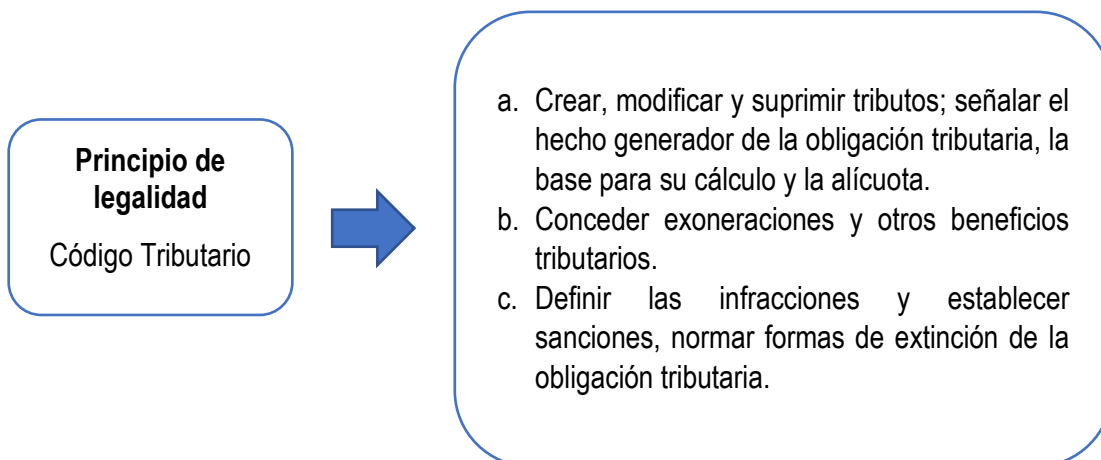 Principio de
legalidad
Código Tributario
a. Crear, modificar y suprimir tributos; señalar el
hecho generador de la obligación tributaria, la
base para su cálculo y la alícuota.
b. Conceder exoneraciones y otros beneficios
tributarios.
c. Definir las infracciones y establecer
sanciones, normar formas de extinción de la
obligación tributaria.